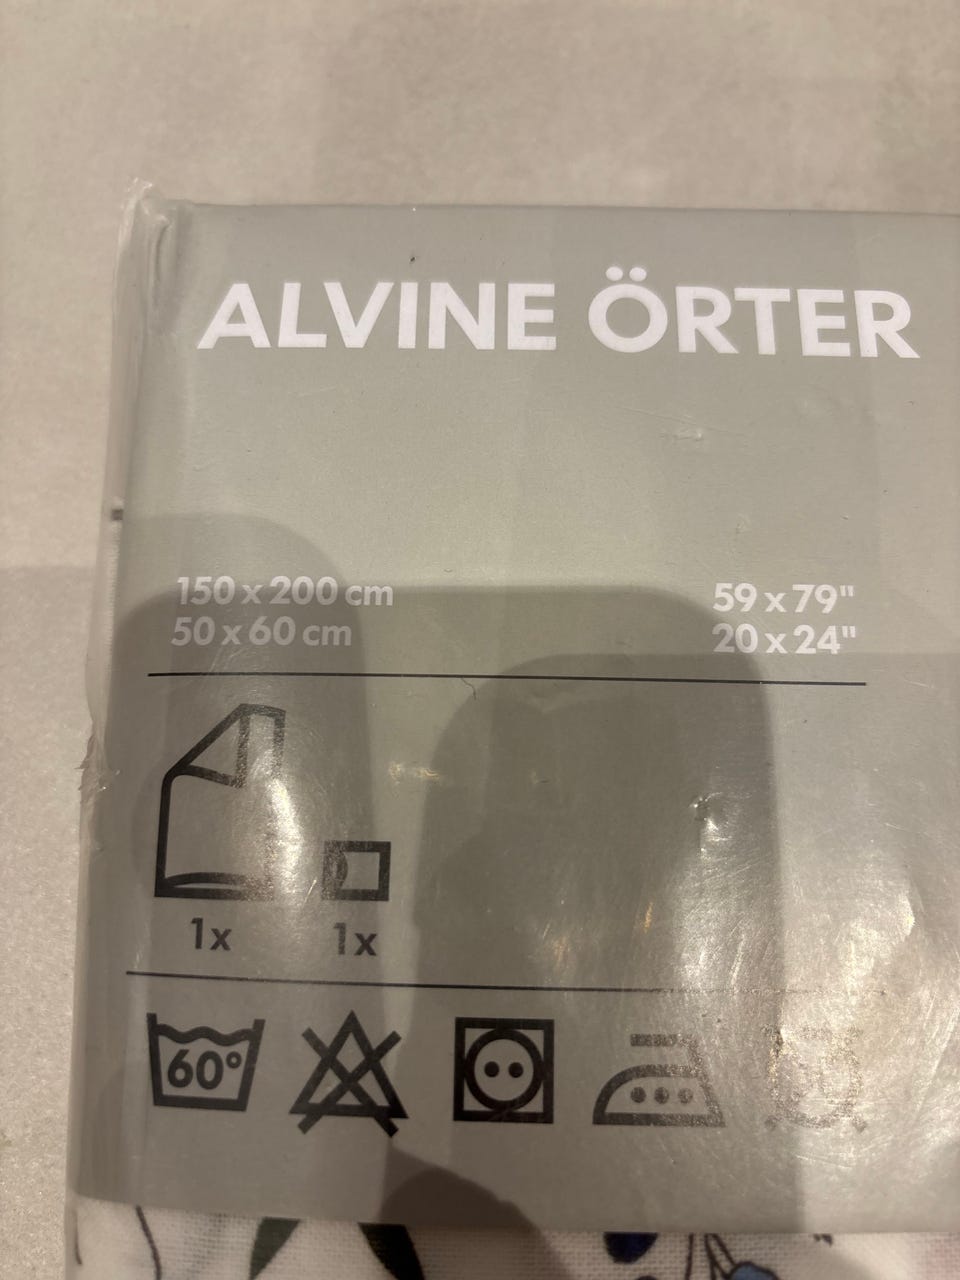 ALVINE ÖRTER
150 x 200 cm 59 x 79"
50 x 60 cm 20 x 24"
1x 1x
60°